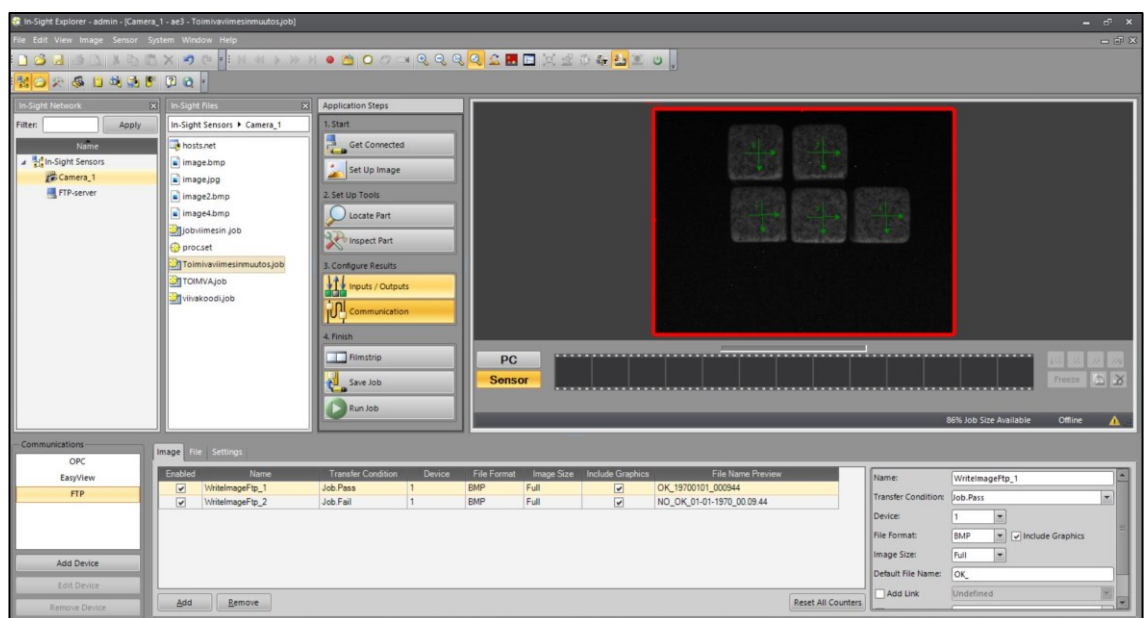 In-Sight Explorer - admin - [Camera_1 - ae3 - Toimivaviimesinmuutos.job]
File Edit View Image Sensor System Window Help
In-Sight Network
Filter: Apply
Name
In-Sight Sensors
Camera_1
FTP-server
In-Sight Files
In-Sight Sensors Camera_1
hosts.net
image.bmp
image.jpg
image2.bmp
image4.bmp
jobviimesin.job
proc.set
Toimivaviimesinmuutos.job
TOIMVA.job
viivakoodi.job
Application Steps
1. Start
Get Connected
Set Up Image
2. Set Up Tools
Locate Part
Inspect Part
3. Configure Results
Inputs / Outputs
Communication
4. Finish
Filmstrip
Save Job
Run Job
PC
Sensor
Freeze
86% Job Size Available Offline
Communications
OPC
EasyView
FTP
Add Device
Edit Device
Remove Device
Image File Settings
Enabled Name Transfer Condition Device File Format Image Size Include Graphics File Name Preview
WriteImageFtp_1 Job.Pass 1 BMP Full OK_19700101_000944
WriteImageFtp_2 Job.Fail 1 BMP Full NO_OK_01-01-1970_00.09.44
Add Remove Reset All Counters
Name: WriteImageFtp_1
Transfer Condition: Job.Pass
Device: 1
File Format: BMP Include Graphics
Image Size: Full
Default File Name: OK_
Add Link Undefined